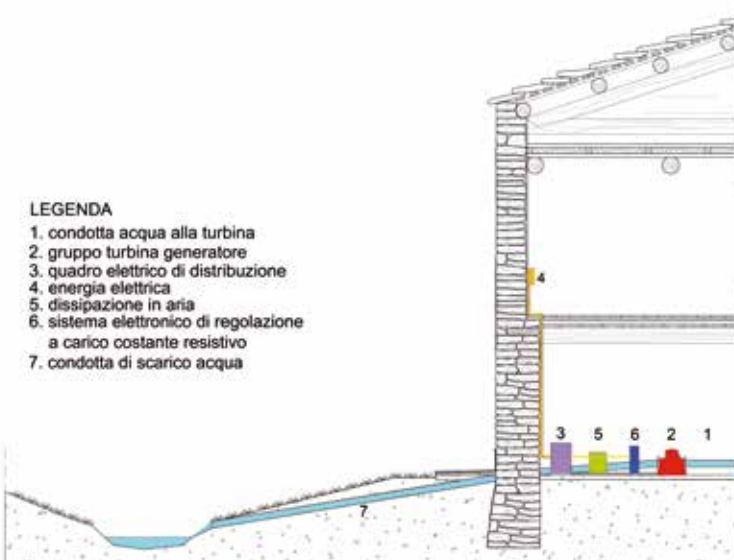 LEGENDA
1. condotta acqua alla turbina
2. gruppo turbina generatore
3. quadro elettrico di distribuzione
4. energia elettrica
5. dissipazione in aria
6. sistema elettronico di regolazione
a carico costante resistivo
7. condotta di scarico acqua
4
3 5 6 2 1
7